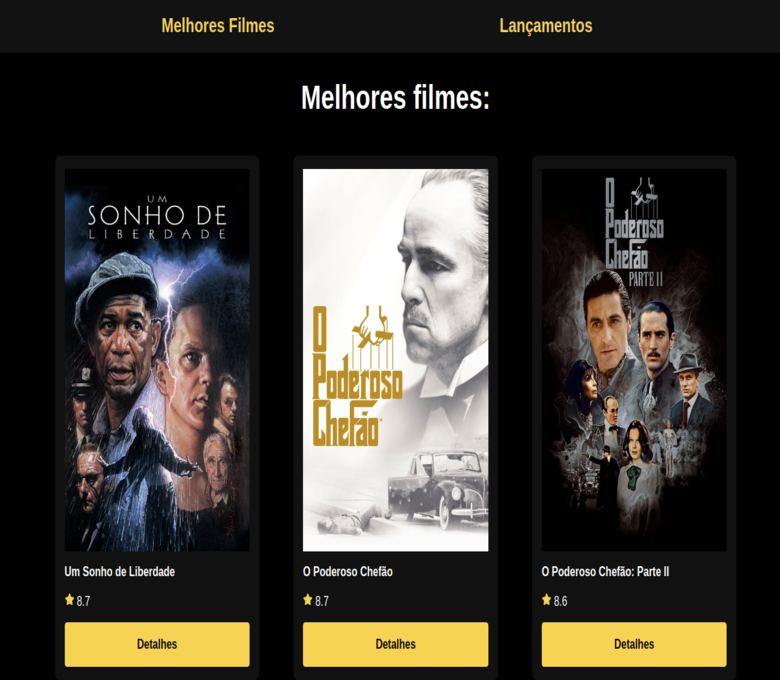 Melhores Filmes
Lançamentos
Melhores filmes:
UM
SONHO DE
LIBERDADE
O
Poderoso
Chefão
O
Poderoso
Chefão
PARTE II
Um Sonho de Liberdade
O Poderoso Chefão
O Poderoso Chefão: Parte II
8.7
8.7
8.6
Detalhes
Detalhes
Detalhes